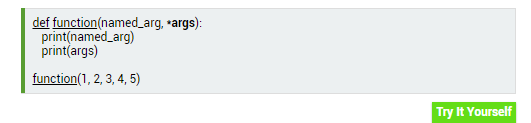 def function(named_arg, *args):
   print(named_arg)
   print(args)

function(1, 2, 3, 4, 5)
Try It Yourself